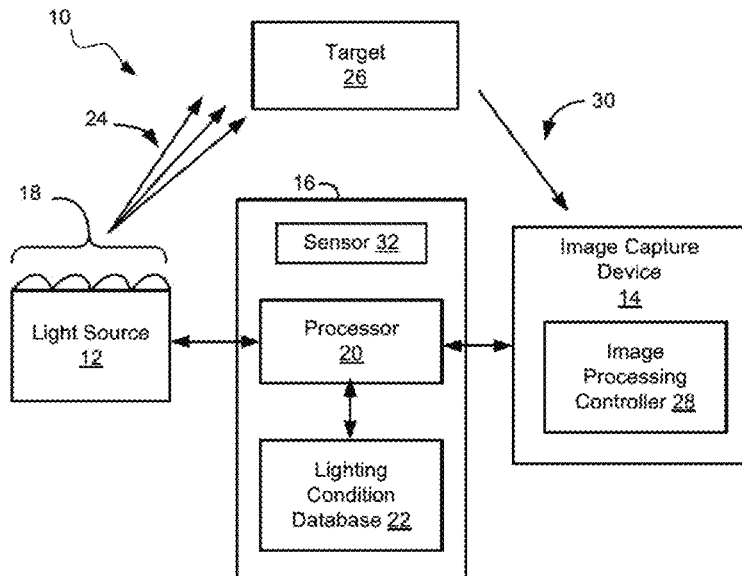 10
Target
26
24
30
18
16
Sensor 32
Image Capture
Device
14
Light Source
12
Processor
20
Image
Processing
Controller 28
Lighting
Condition
Database 22